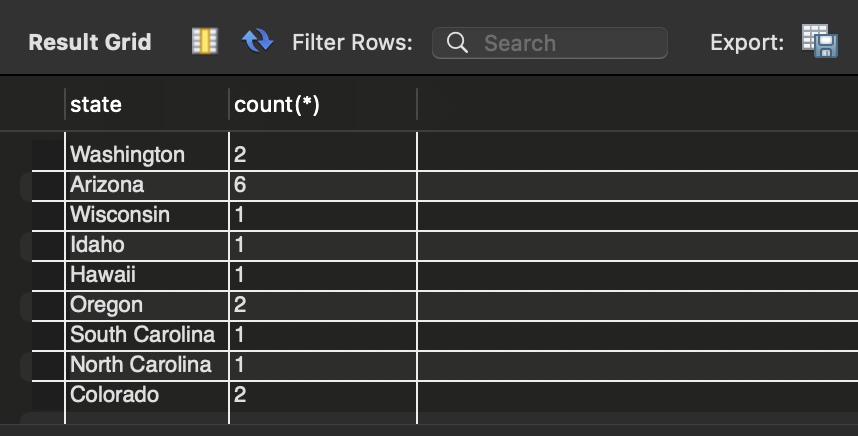 Result Grid Filter Rows: Search Export:
state count(*)
Washington 2
Arizona 6
Wisconsin 1
Idaho 1
Hawaii 1
Oregon 2
South Carolina 1
North Carolina 1
Colorado 2